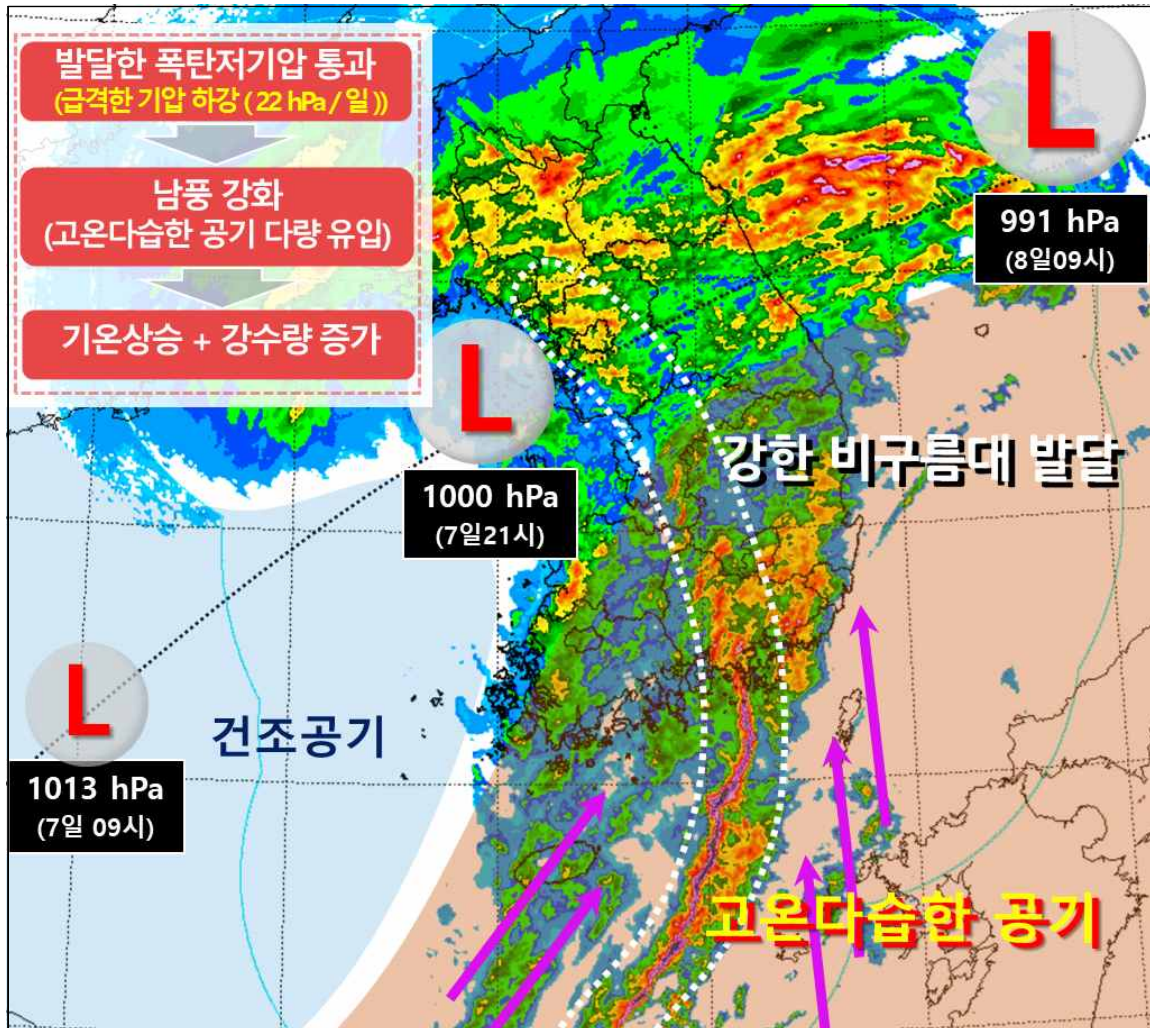 발달한 폭탄저기압 통과
(급격한 기압 하강 ( 22 hPa / 일 ))
남풍 강화
(고온다습한 공기 다량 유입)
기온상승 + 강수량 증가
L
991 hPa
(8일09시)
L
1000 hPa
(7일21시)
강한 비구름대 발달
L
1013 hPa
(7일 09시)
건조공기
고온다습한 공기